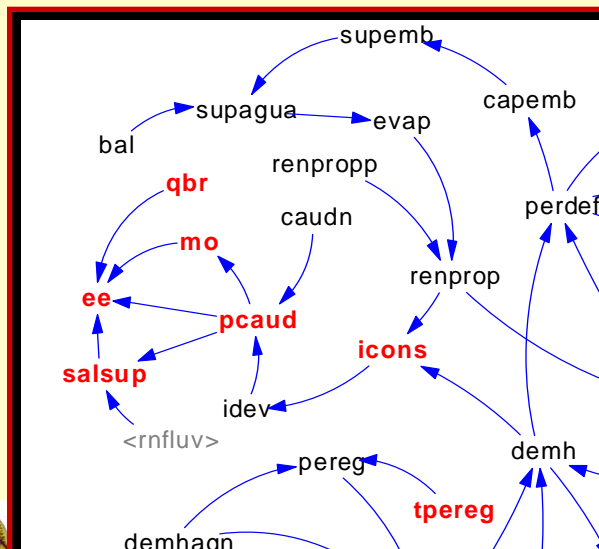 supemb
capemb
supagua
evap
bal
renpropp
qbr
perdef
caudn
mo
renprop
ee
pcaud
icons
salsup
idev
<rnfluv>
demh
pereg
tpereg
demhagn